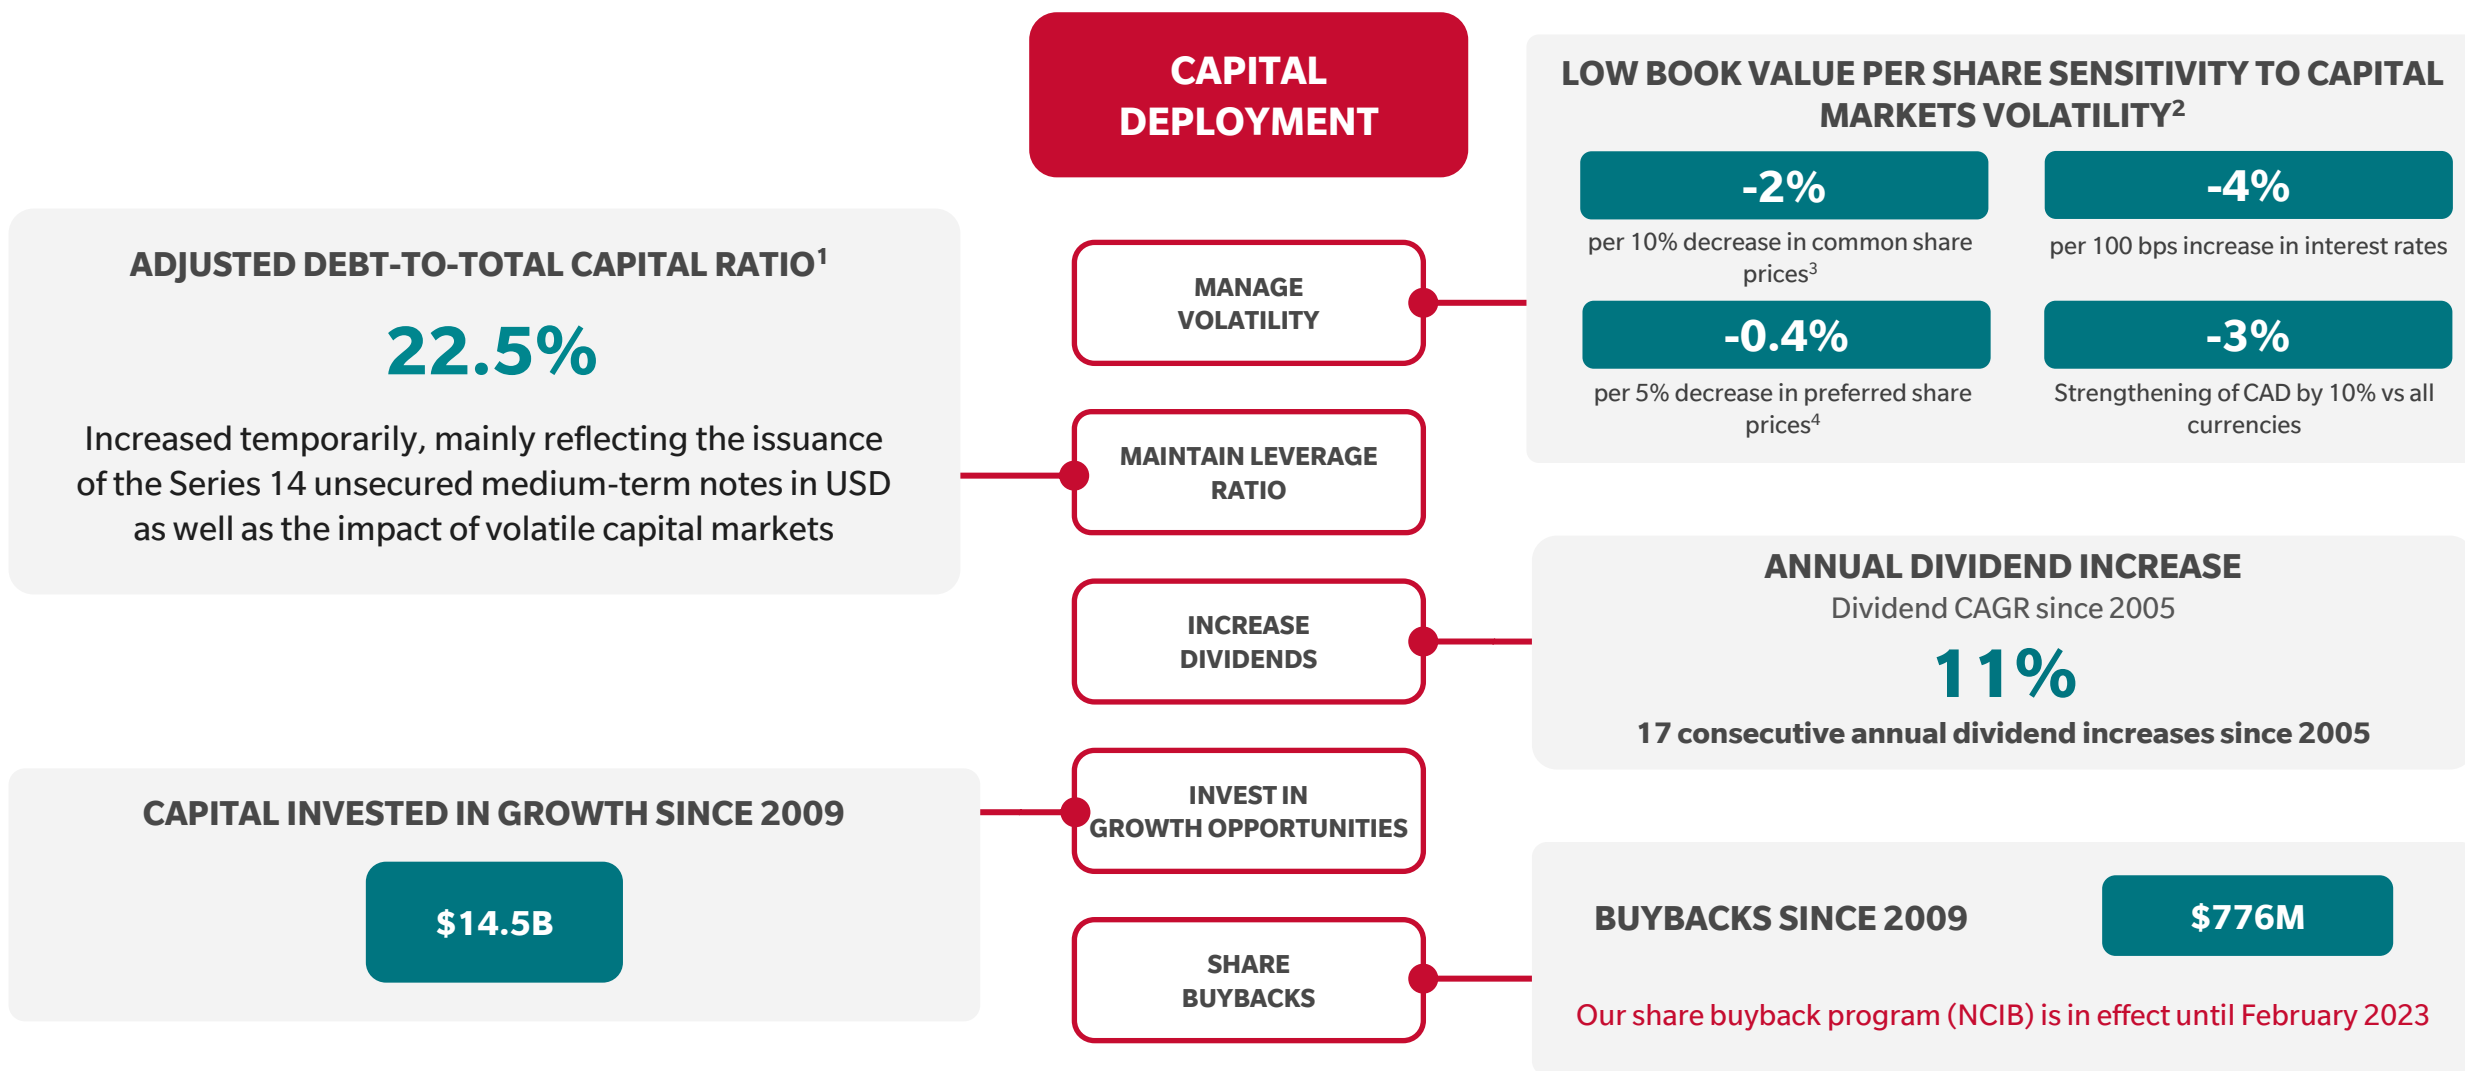 CAPITAL
DEPLOYMENT
LOW BOOK VALUE PER SHARE SENSITIVITY TO CAPITAL
MARKETS VOLATILITY²
-2%
per 10% decrease in common share
prices³
-4%
per 100 bps increase in interest rates
-0.4%
per 5% decrease in preferred share
prices⁴
-3%
Strengthening of CAD by 10% vs all
currencies
MANAGE
VOLATILITY
ADJUSTED DEBT-TO-TOTAL CAPITAL RATIO¹
22.5%
Increased temporarily, mainly reflecting the issuance
of the Series 14 unsecured medium-term notes in USD
as well as the impact of volatile capital markets
MAINTAIN LEVERAGE
RATIO
INCREASE
DIVIDENDS
ANNUAL DIVIDEND INCREASE
Dividend CAGR since 2005
11%
17 consecutive annual dividend increases since 2005
CAPITAL INVESTED IN GROWTH SINCE 2009
$14.5B
INVEST IN
GROWTH OPPORTUNITIES
SHARE
BUYBACKS
BUYBACKS SINCE 2009
$776M
Our share buyback program (NCIB) is in effect until February 2023